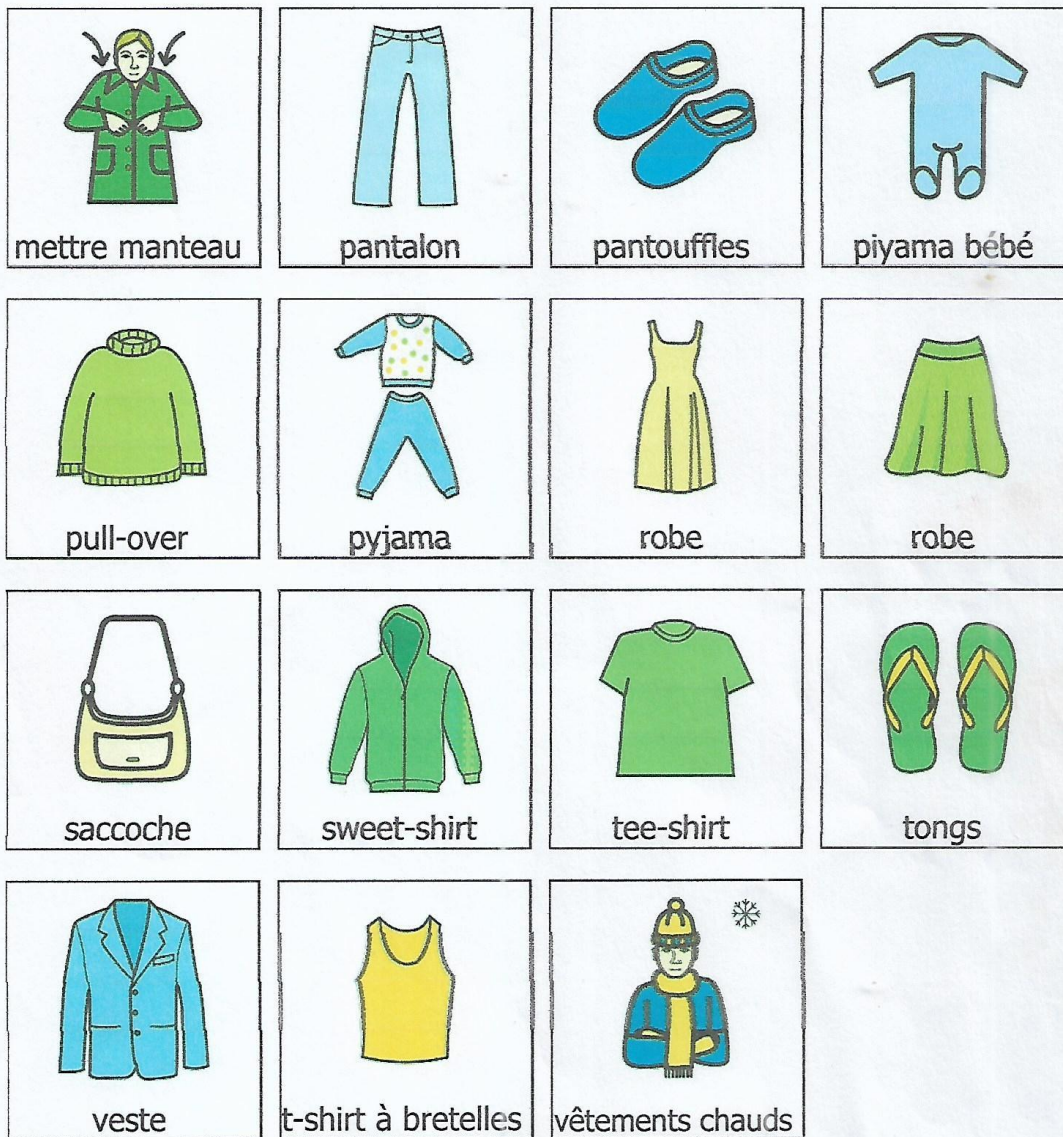 mettre manteau
pantalon
pantouffles
piyama bébé
pull-over
pyjama
robe
robe
saccoche
sweet-shirt
tee-shirt
tongs
veste
t-shirt à bretelles
vêtements chauds